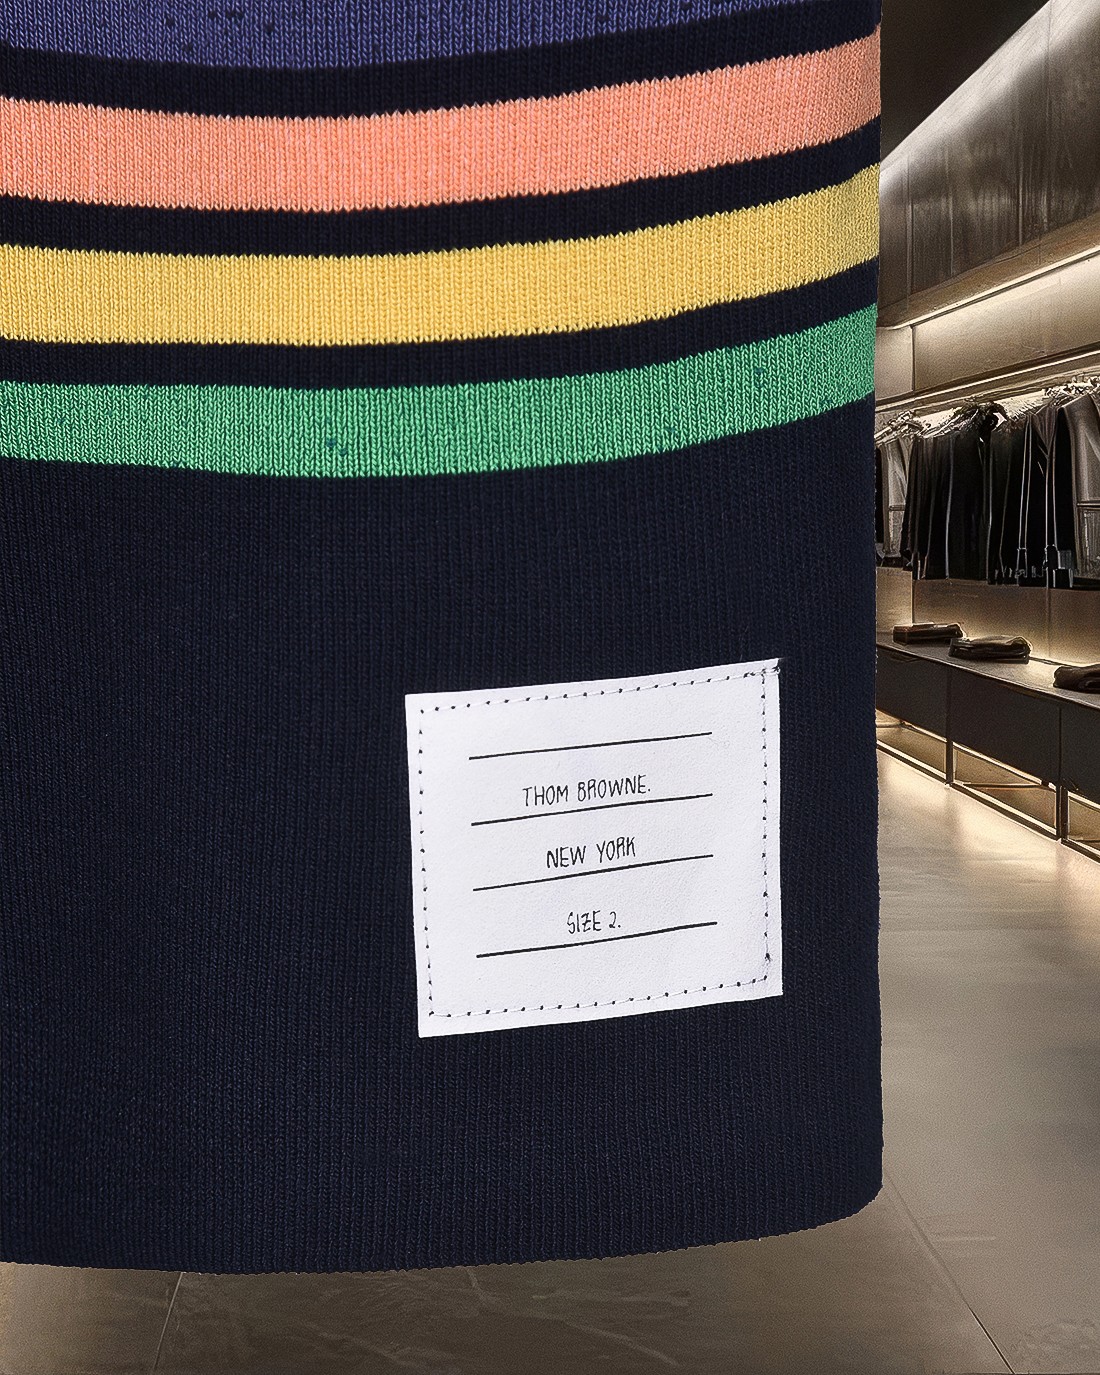 THOM BROWNE.
NEW YORK
SIZE 2.